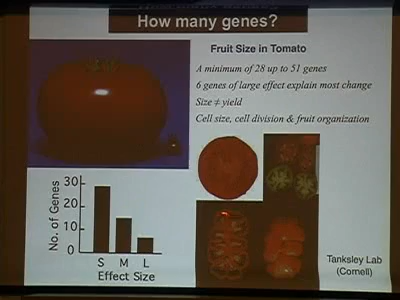 How many genes?
Fruit Size in Tomato
A minimum of 28 up to 51 genes
6 genes of large effect explain most change
Size ≠ yield
Cell size, cell division & fruit organization
No. of Genes
30
20
10
0
S M L
Effect Size
Tanksley Lab
(Cornell)